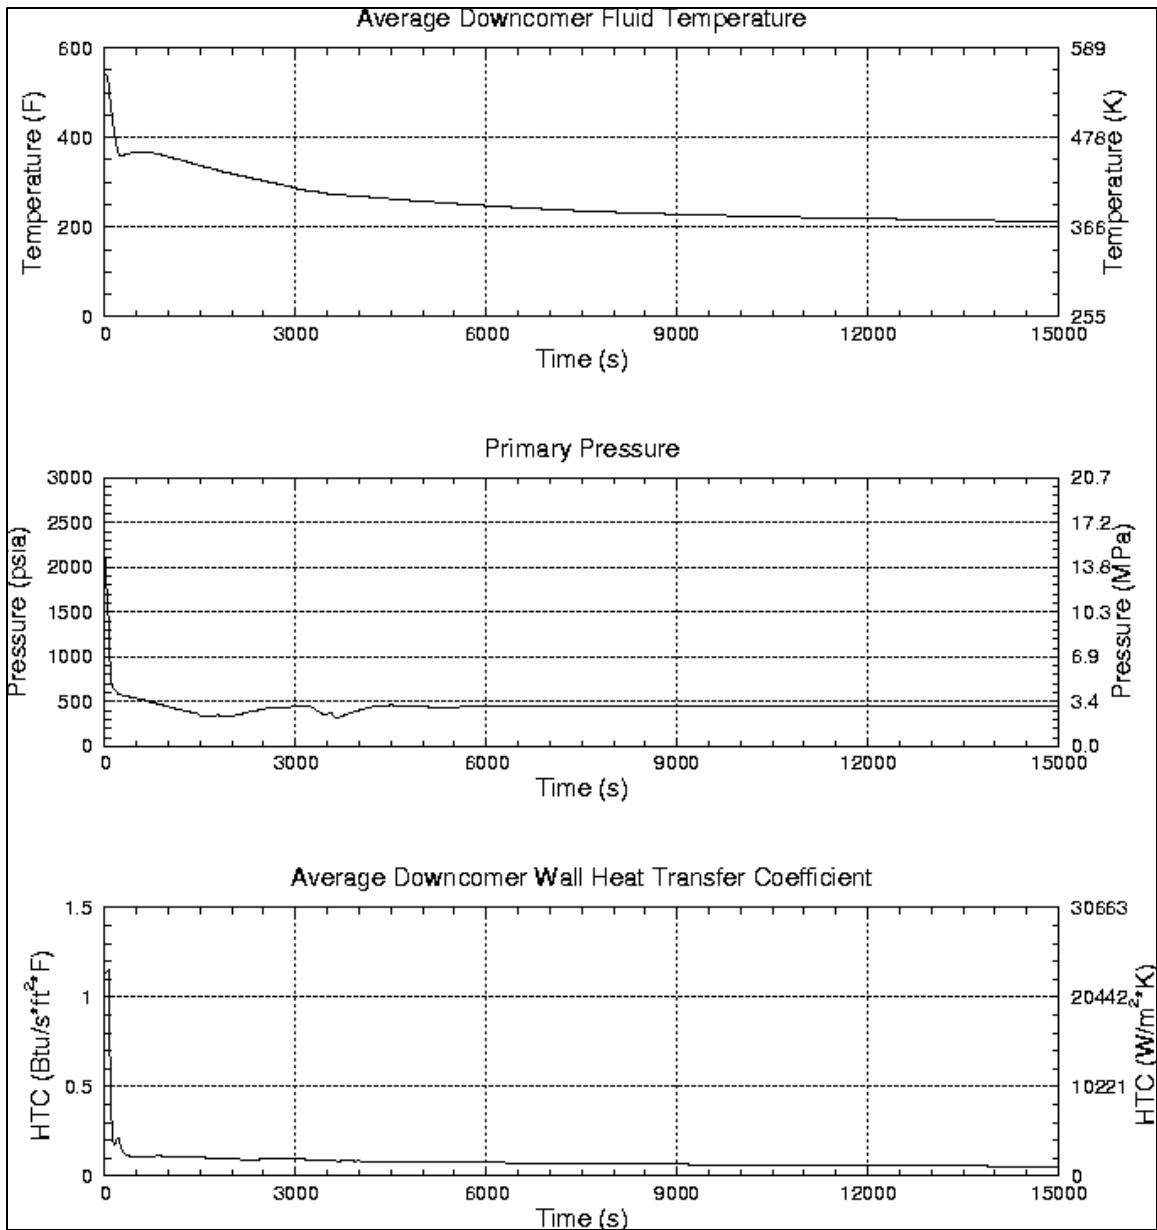 Average Downcomer Fluid Temperature
Temperature (F)
600
400
200
0
589
478
366
255
Temperature (K)
0 3000 6000 9000 12000 15000
Time (s)
Primary Pressure
Pressure (psia)
3000
2500
2000
1500
1000
500
0
20.7
17.2
13.8
10.3
6.9
3.4
0.0
Pressure (MPa)
0 3000 6000 9000 12000 15000
Time (s)
Average Downcomer Wall Heat Transfer Coefficient
HTC (Btu/s*ft²*F)
1.5
1
0.5
0
30663
20442
10221
0
HTC (W/m²*K)
0 3000 6000 9000 12000 15000
Time (s)